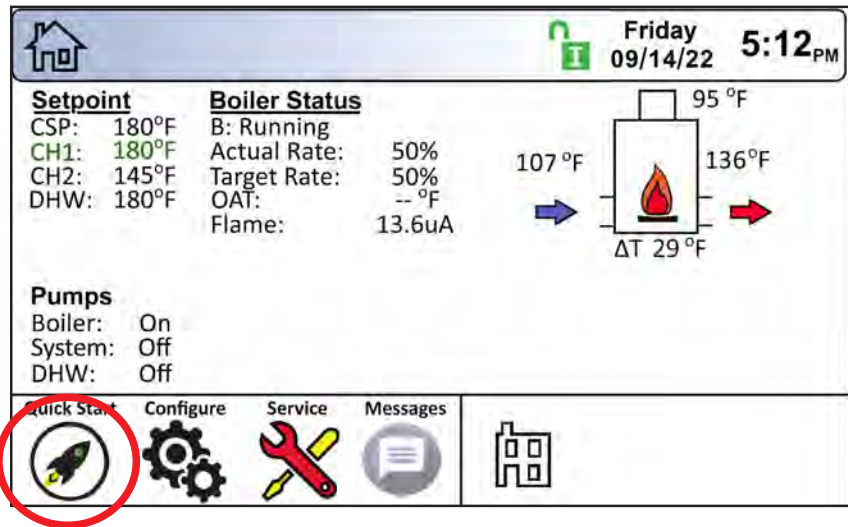 Friday
09/14/22
5:12PM
I
Setpoint
CSP: 180°F
CH1: 180°F
CH2: 145°F
DHW: 180°F
Boiler Status
B: Running
Actual Rate: 50%
Target Rate: 50%
OAT: -- °F
Flame: 13.6uA
95 °F
107 °F
136°F
ΔT 29 °F
Pumps
Boiler: On
System: Off
DHW: Off
Quick Start
Configure
Service
Messages